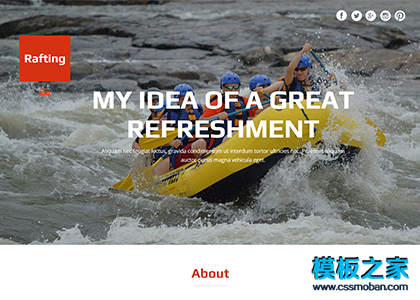 Rafting
MY IDEA OF A GREAT
REFRESHMENT
Aliquam nec feugiat lectus, gravida condimentum ut interdum tortor ultricies nec. Praesent aliquam
auctor purus magna vehicula eget.
About
模板之家
www.cssmoban.com